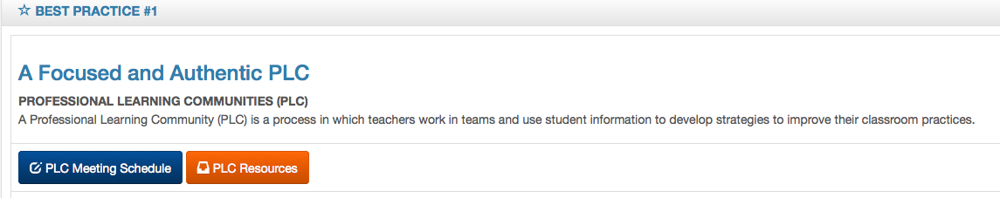 BEST PRACTICE #1
A Focused and Authentic PLC
PROFESSIONAL LEARNING COMMUNITIES (PLC)
A Professional Learning Community (PLC) is a process in which teachers work in teams and use student information to develop strategies to improve their classroom practices.
PLC Meeting Schedule PLC Resources